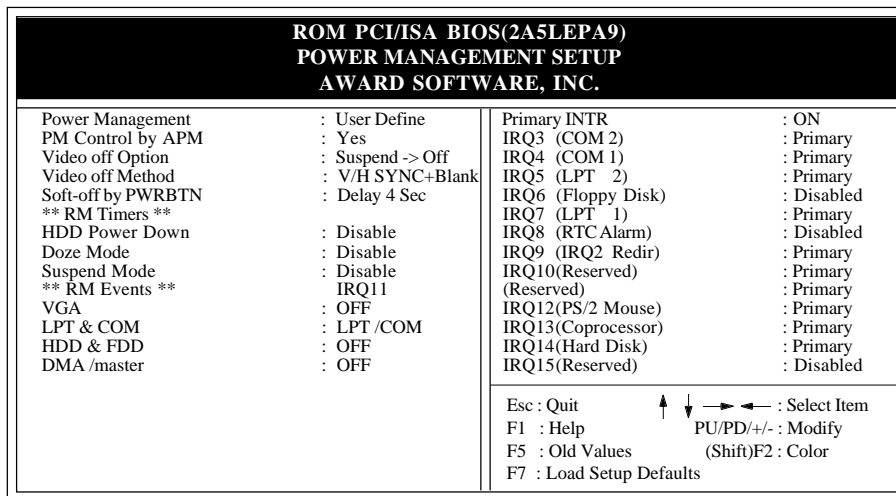 ROM PCI/ISA BIOS(2A5LEPA9)
POWER MANAGEMENT SETUP
AWARD SOFTWARE, INC.
Power Management : User Define
PM Control by APM : Yes
Video off Option : Suspend -> Off
Video off Method : V/H SYNC+Blank
Soft-off by PWRBTN : Delay 4 Sec
** RM Timers **
HDD Power Down : Disable
Doze Mode : Disable
Suspend Mode : Disable
** RM Events ** IRQ11
VGA : OFF
LPT & COM : LPT /COM
HDD & FDD : OFF
DMA /master : OFF
Primary INTR : ON
IRQ3 (COM 2) : Primary
IRQ4 (COM 1) : Primary
IRQ5 (LPT 2) : Primary
IRQ6 (Floppy Disk) : Disabled
IRQ7 (LPT 1) : Primary
IRQ8 (RTC Alarm) : Disabled
IRQ9 (IRQ2 Redir) : Primary
IRQ10(Reserved) : Primary
(Reserved) : Primary
IRQ12(PS/2 Mouse) : Primary
IRQ13(Coprocessor) : Primary
IRQ14(Hard Disk) : Primary
IRQ15(Reserved) : Disabled
Esc : Quit ↑ ↓ → ← : Select Item
F1 : Help PU/PD/+/- : Modify
F5 : Old Values (Shift)F2 : Color
F7 : Load Setup Defaults